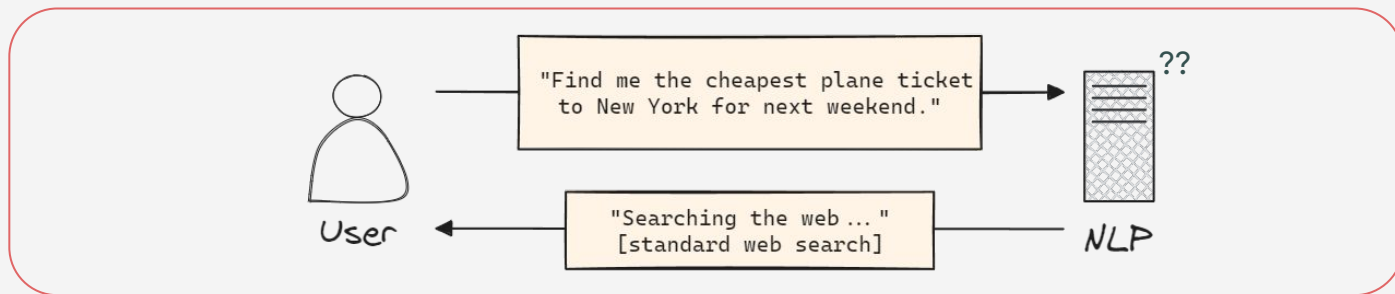 "Find me the cheapest plane ticket
to New York for next weekend."
??
"Searching the web..."
[standard web search]
User
NLP